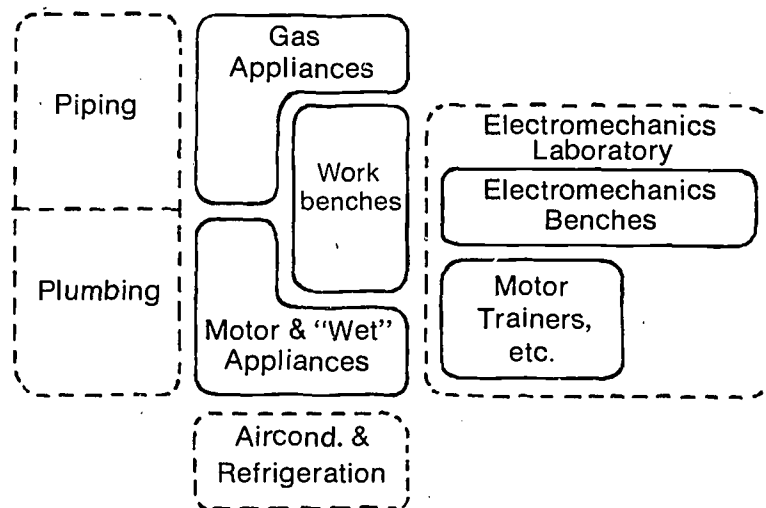 Gas
Appliances
Piping
Work
benches
Electromechanics
Laboratory
Electromechanics
Benches
Plumbing
Motor & "Wet"
Appliances
Motor
Trainers,
etc.
Aircond. &
Refrigeration